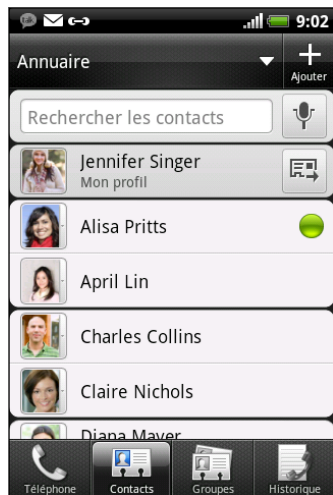 9:02
Annuaire
Ajouter
Rechercher les contacts
Jennifer Singer
Mon profil
Alisa Pritts
April Lin
Charles Collins
Claire Nichols
Diana Mayer
Téléphone
Contacts
Groupes
Historique